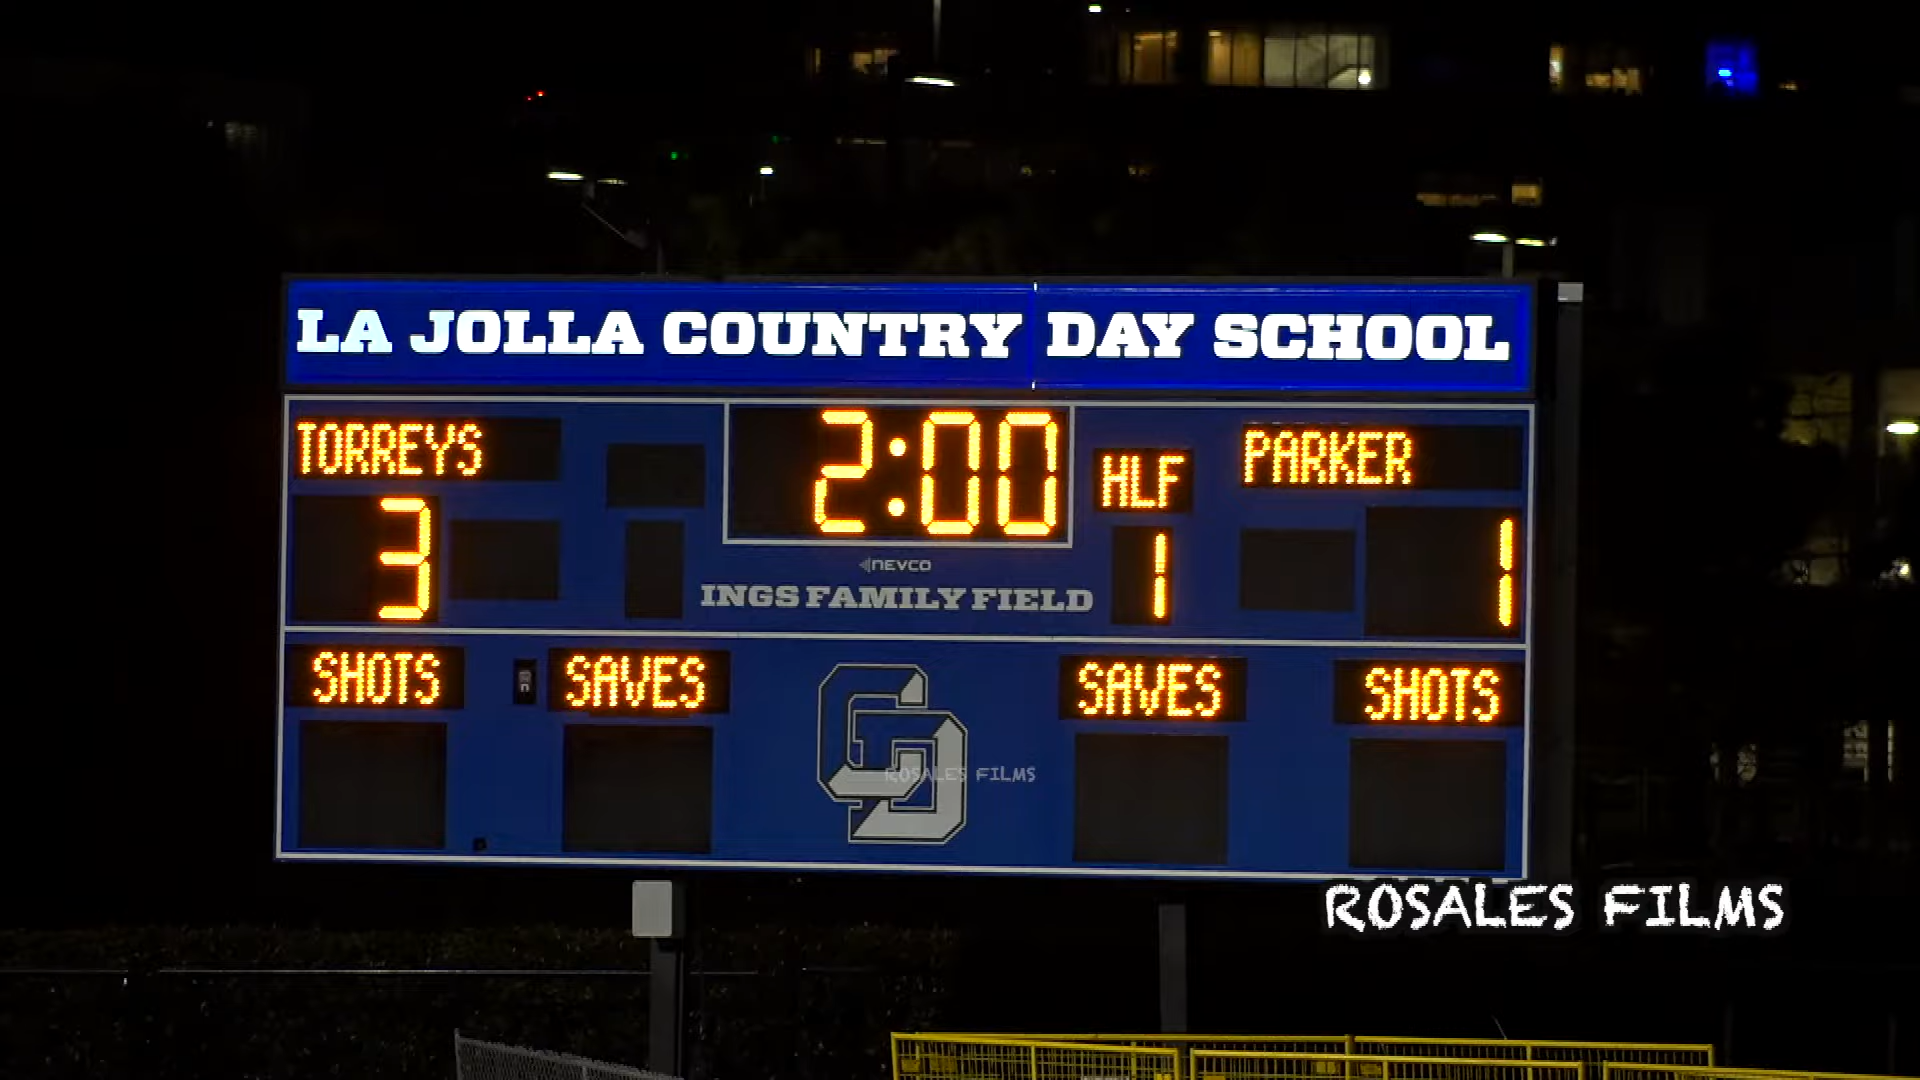 LA JOLLA COUNTRY DAY SCHOOL
TORREYS
2:00
HLF
PARKER
3
1
1
NEVCO
INGS FAMILY FIELD
SHOTS
SAVES
SAVES
SHOTS
CD
ROSALES FILMS
ROSALES FILMS